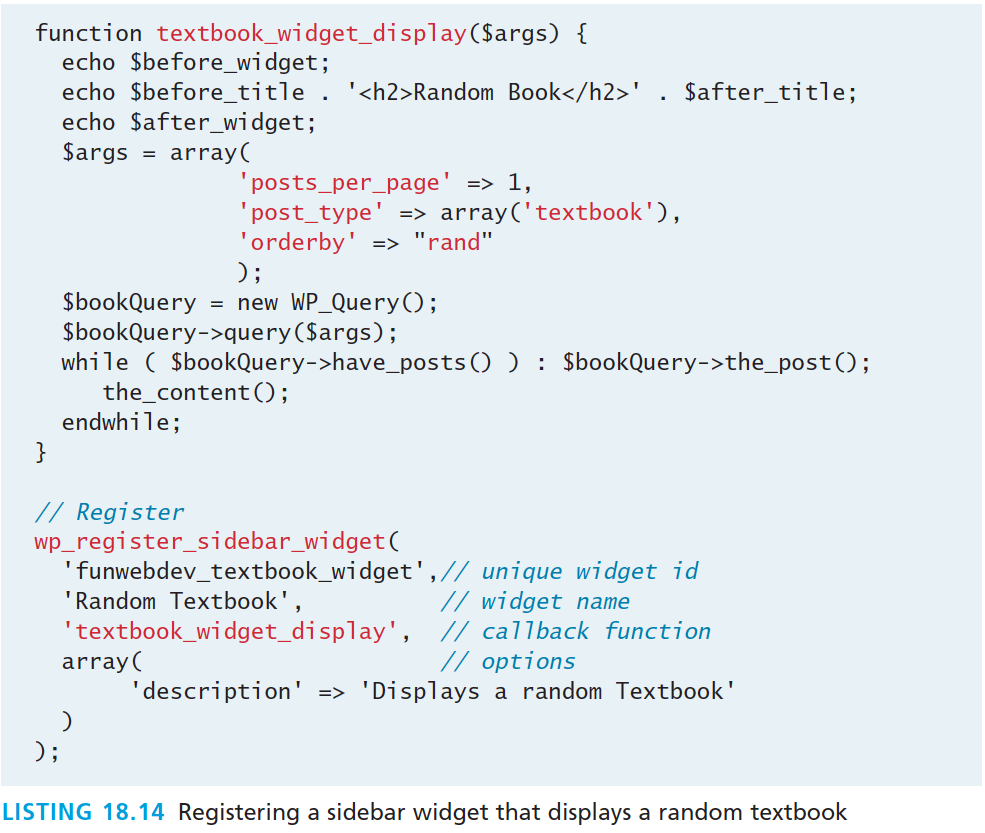 function textbook_widget_display($args) {
  echo $before_widget;
  echo $before_title . '<h2>Random Book</h2>' . $after_title;
  echo $after_widget;
  $args = array(
               'posts_per_page' => 1,
               'post_type' => array('textbook'),
               'orderby' => "rand"
               );
  $bookQuery = new WP_Query();
  $bookQuery->query($args);
  while ( $bookQuery->have_posts() ) : $bookQuery->the_post();
     the_content();
  endwhile;
}

// Register
wp_register_sidebar_widget(
  'funwebdev_textbook_widget',// unique widget id
  'Random Textbook',          // widget name
  'textbook_widget_display',  // callback function
  array(                      // options
       'description' => 'Displays a random Textbook'
  )
);
LISTING 18.14 Registering a sidebar widget that displays a random textbook